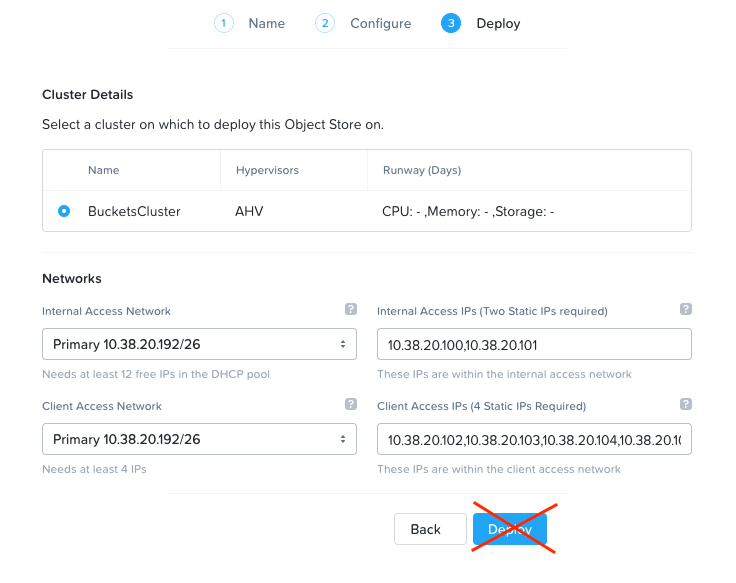 1 Name 2 Configure 3 Deploy
Cluster Details
Select a cluster on which to deploy this Object Store on.
Name Hypervisors Runway (Days)
BucketsCluster AHV CPU: - ,Memory: - ,Storage: -
Networks
Internal Access Network ? Internal Access IPs (Two Static IPs required) ?
Primary 10.38.20.192/26 10.38.20.100,10.38.20.101
Needs at least 12 free IPs in the DHCP pool These IPs are within the internal access network
Client Access Network ? Client Access IPs (4 Static IPs Required) ?
Primary 10.38.20.192/26 10.38.20.102,10.38.20.103,10.38.20.104,10.38.20.1
Needs at least 4 IPs These IPs are within the client access network
Back Deploy